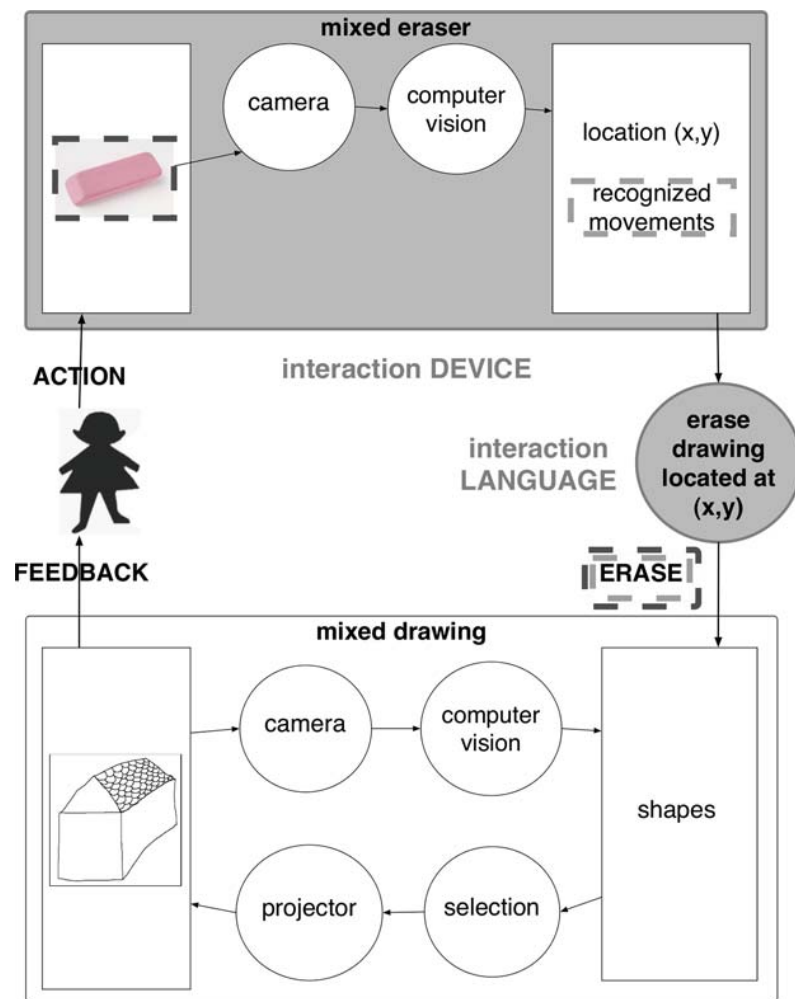 mixed eraser
camera
computer
vision
location (x,y)
recognized
movements
ACTION
interaction DEVICE
interaction
LANGUAGE
erase
drawing
located at
(x,y)
FEEDBACK
ERASE
mixed drawing
camera
computer
vision
shapes
projector
selection